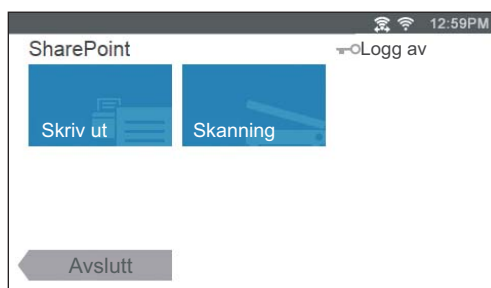 12:59PM
SharePoint
Logg av
Skriv ut
Skanning
Avslutt